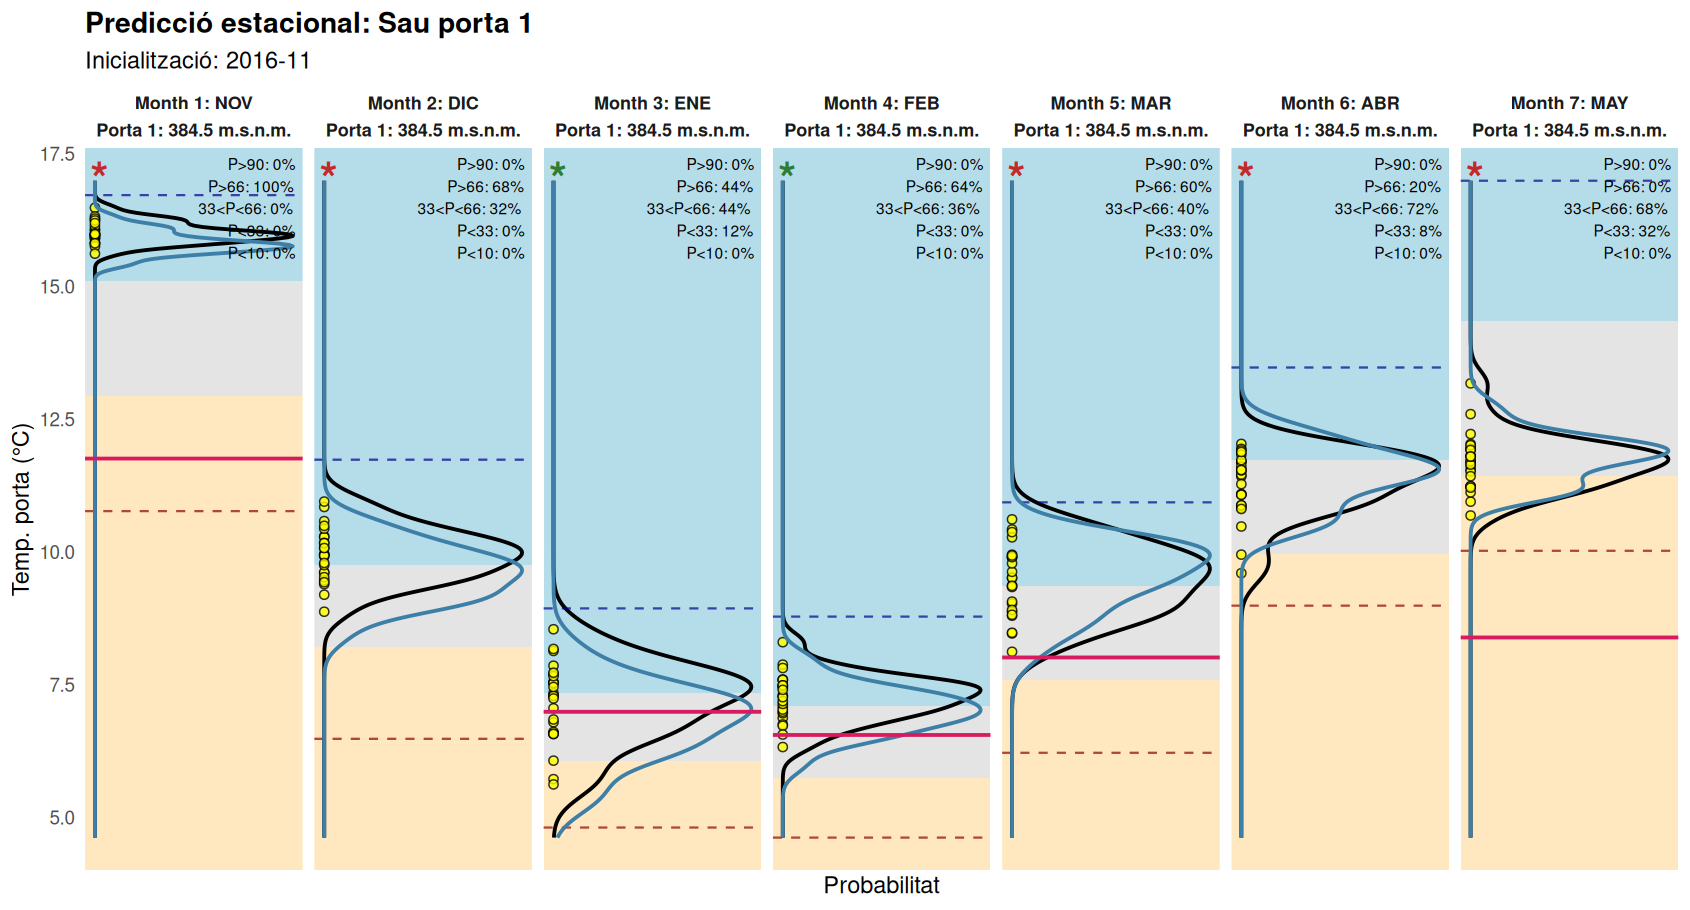 Predicció estacional: Sau porta 1
Inicialització: 2016-11
Month 1: NOV
Porta 1: 384.5 m.s.n.m.
Month 2: DIC
Porta 1: 384.5 m.s.n.m.
Month 3: ENE
Porta 1: 384.5 m.s.n.m.
Month 4: FEB
Porta 1: 384.5 m.s.n.m.
Month 5: MAR
Porta 1: 384.5 m.s.n.m.
Month 6: ABR
Porta 1: 384.5 m.s.n.m.
Month 7: MAY
Porta 1: 384.5 m.s.n.m.
Temp. porta (°C)
17.5
15.0
12.5
10.0
7.5
5.0
*
P>90: 0%
P>66: 100%
33<P<66: 0%
P<33: 0%
P<10: 0%
*
P>90: 0%
P>66: 68%
33<P<66: 32%
P<33: 0%
P<10: 0%
*
P>90: 0%
P>66: 44%
33<P<66: 44%
P<33: 12%
P<10: 0%
*
P>90: 0%
P>66: 64%
33<P<66: 36%
P<33: 0%
P<10: 0%
*
P>90: 0%
P>66: 60%
33<P<66: 40%
P<33: 0%
P<10: 0%
*
P>90: 0%
P>66: 20%
33<P<66: 72%
P<33: 8%
P<10: 0%
*
P>90: 0%
P>66: 0%
33<P<66: 68%
P<33: 32%
P<10: 0%
Probabilitat